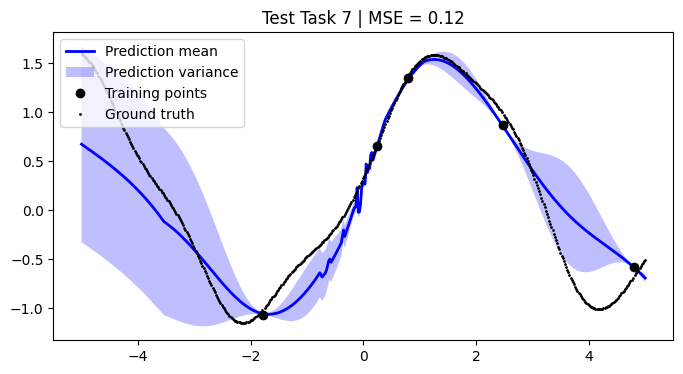 Test Task 7 | MSE = 0.12
Prediction mean
Prediction variance
Training points
Ground truth
1.5
1.0
0.5
0.0
−0.5
−1.0
−4
−2
0
2
4